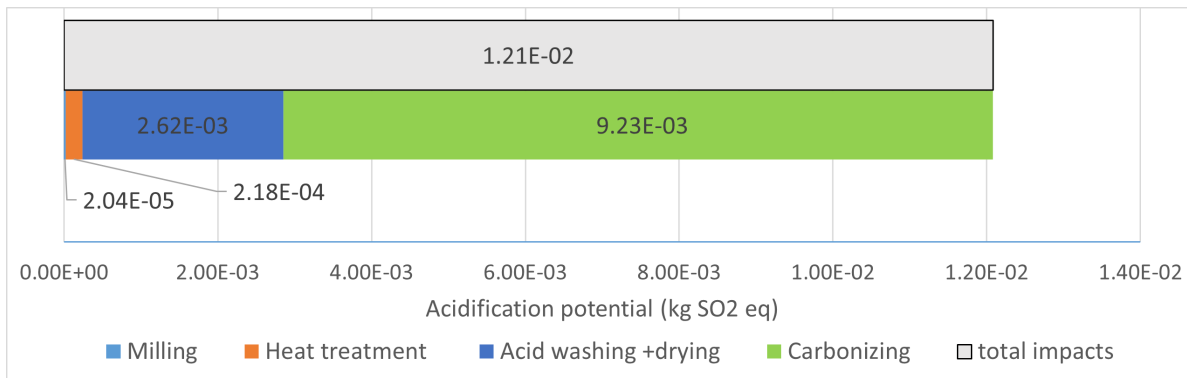 1.21E-02
2.62E-03 9.23E-03
2.04E-05 2.18E-04
0.00E+00 2.00E-03 4.00E-03 6.00E-03 8.00E-03 1.00E-02 1.20E-02 1.40E-02
Acidification potential (kg SO2 eq)
Milling Heat treatment Acid washing +drying Carbonizing total impacts